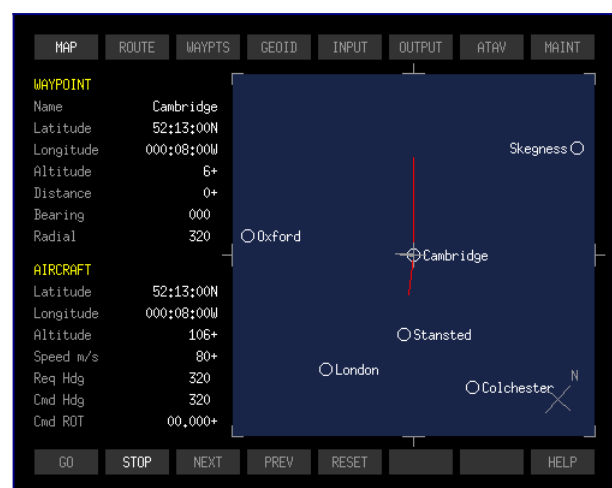 MAP ROUTE WAYPTS GEOID INPUT OUTPUT ATAV MAINT
WAYPOINT
Name Cambridge
Latitude 52:13:00N
Longitude 000:08:00W
Altitude 6+
Distance 0+
Bearing 000
Radial 320
AIRCRAFT
Latitude 52:13:00N
Longitude 000:08:00W
Altitude 106+
Speed m/s 80+
Req Hdg 320
Cmd Hdg 320
Cmd ROT 00.000+
Skegness
Oxford
Cambridge
Stansted
London
Colchester
N
GO STOP NEXT PREV RESET HELP